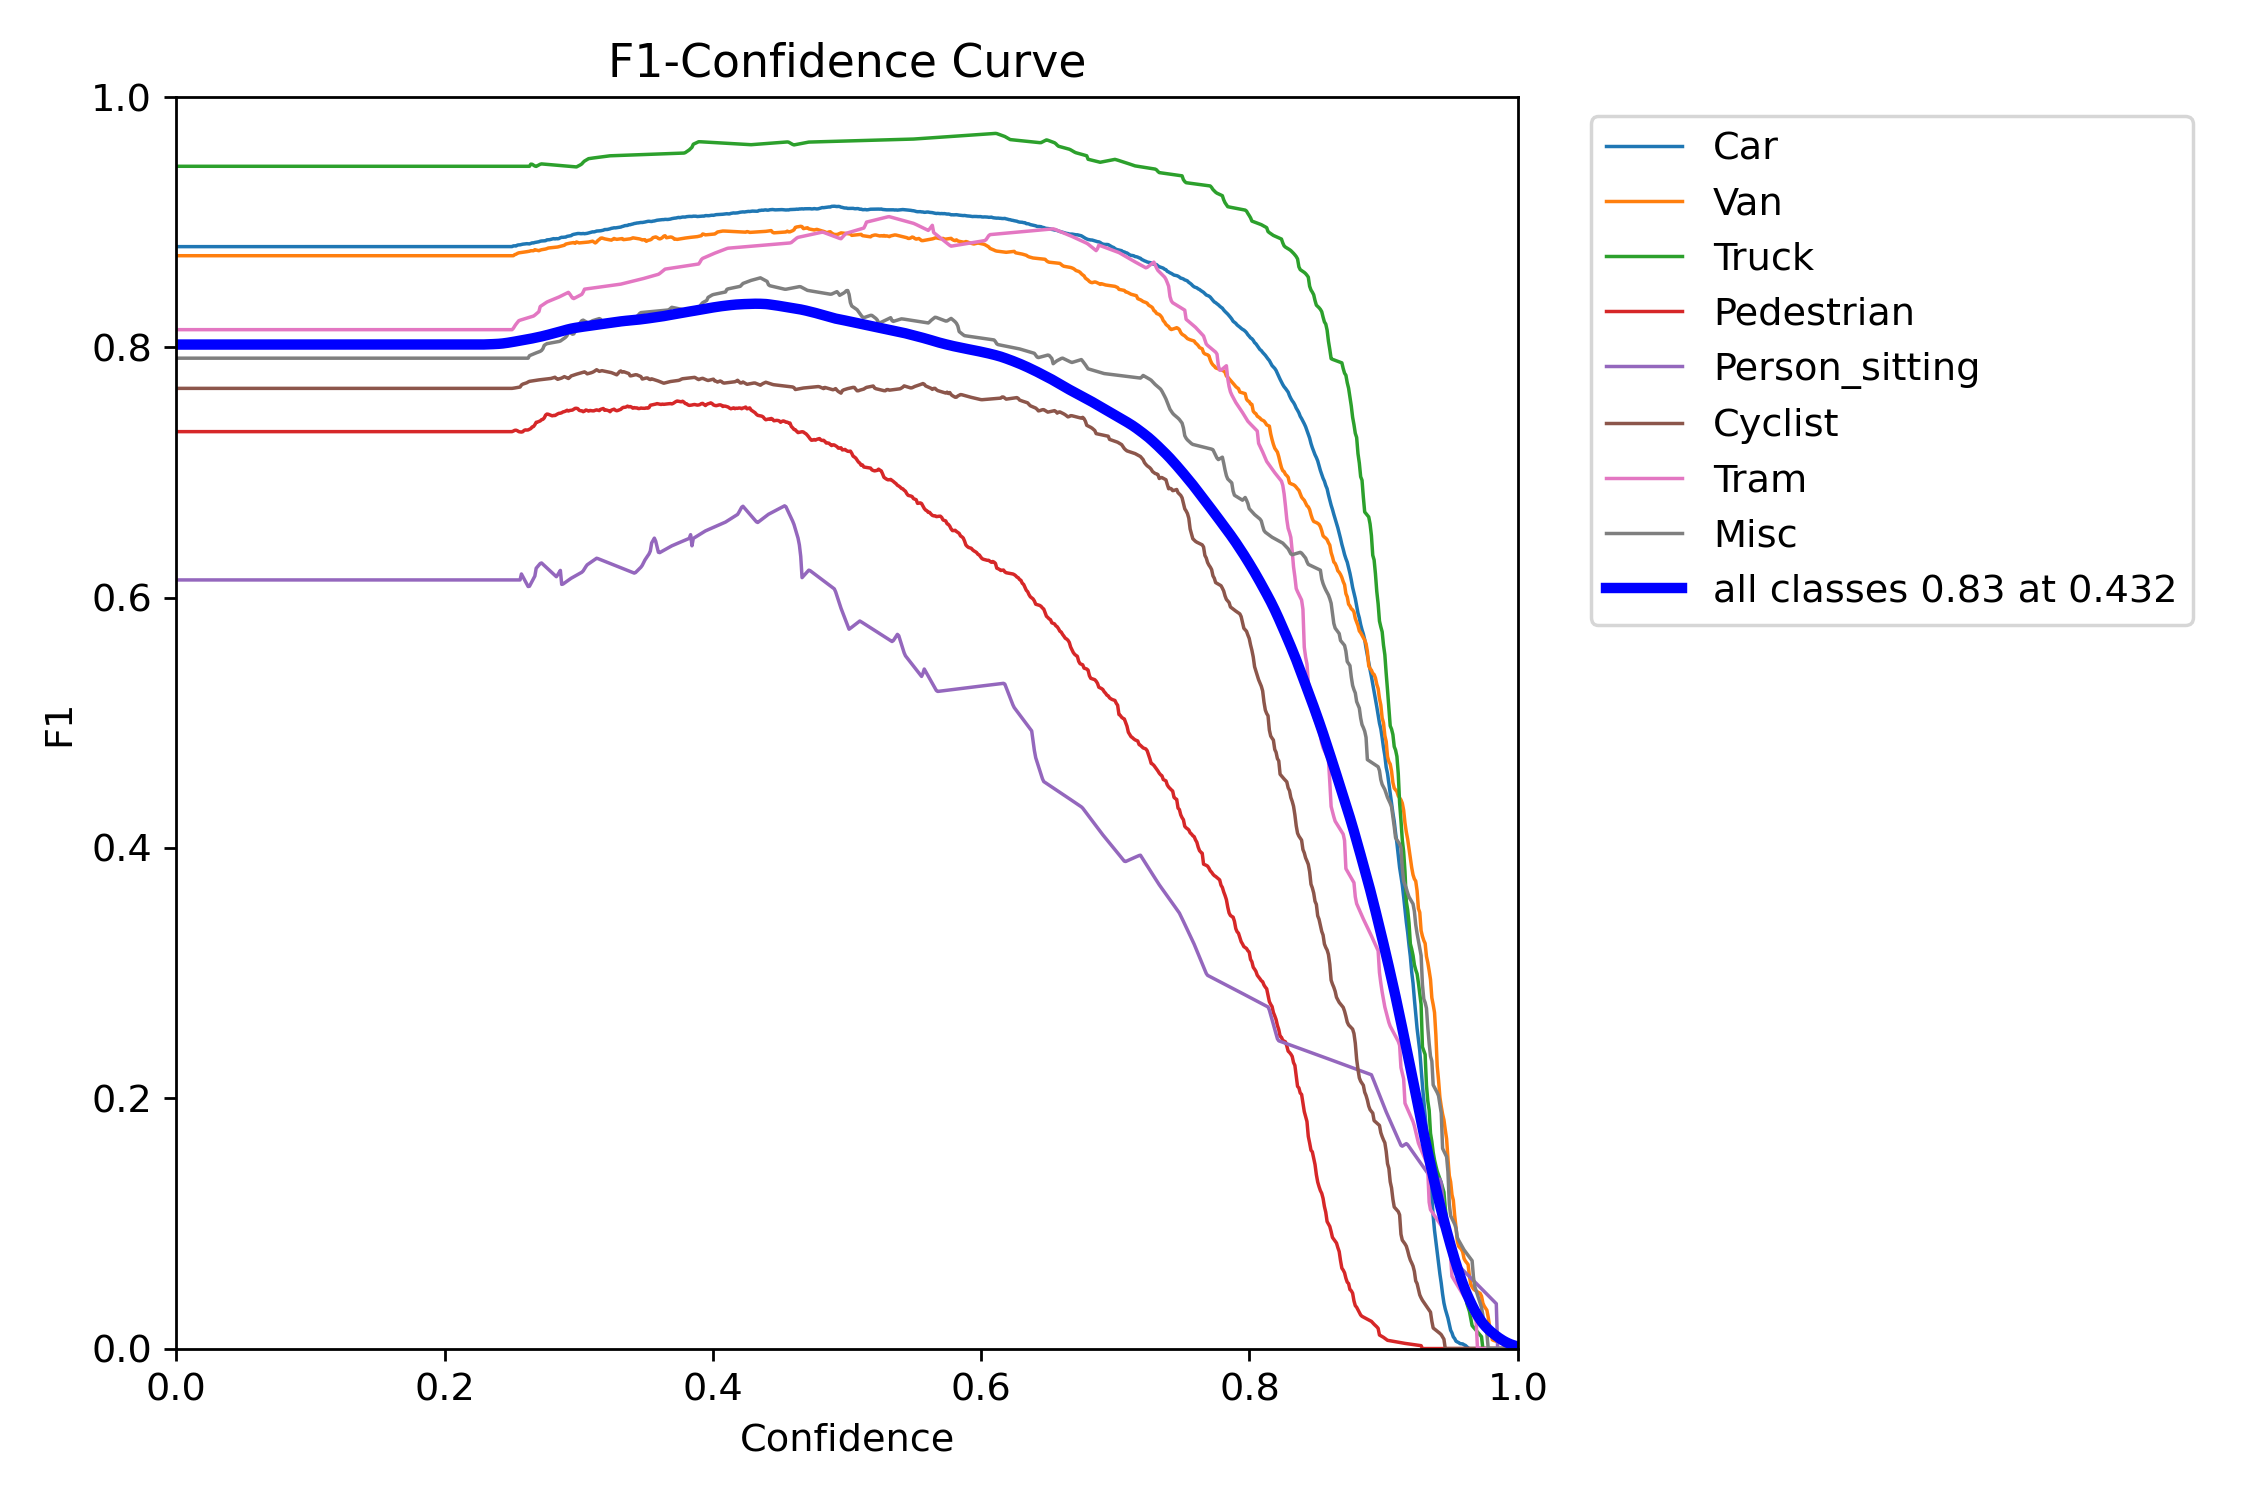 F1-Confidence Curve
1.0
0.8
0.6
0.4
0.2
0.0
F1
0.0 0.2 0.4 0.6 0.8 1.0
Confidence
Car
Van
Truck
Pedestrian
Person_sitting
Cyclist
Tram
Misc
all classes 0.83 at 0.432